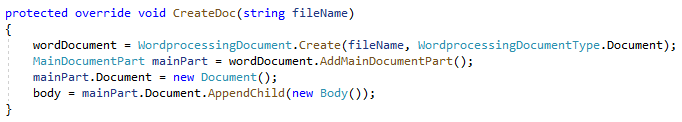 protected override void CreateDoc(string fileName)
{
    wordDocument = WordprocessingDocument.Create(fileName, WordprocessingDocumentType.Document);
    MainDocumentPart mainPart = wordDocument.AddMainDocumentPart();
    mainPart.Document = new Document();
    body = mainPart.Document.AppendChild(new Body());
}